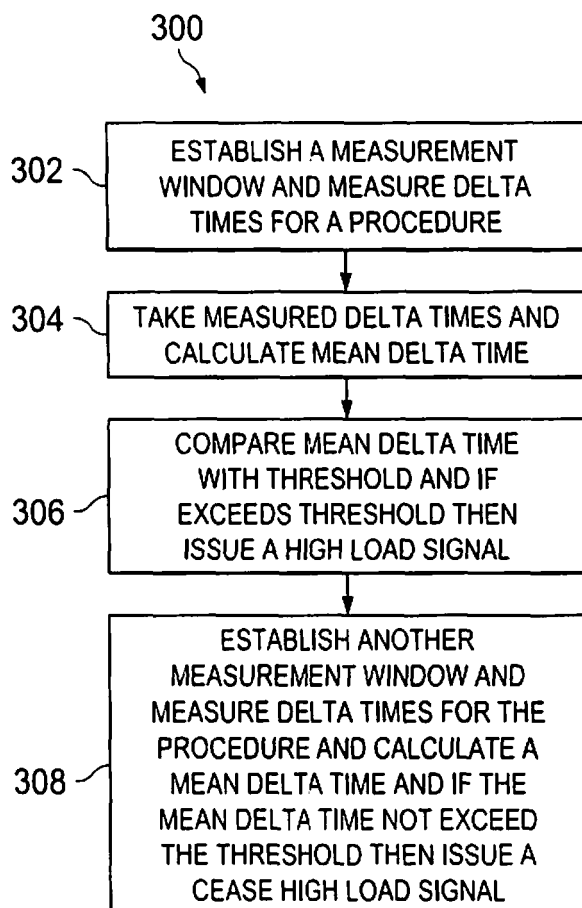 300
302
ESTABLISH A MEASUREMENT
WINDOW AND MEASURE DELTA
TIMES FOR A PROCEDURE
304
TAKE MEASURED DELTA TIMES AND
CALCULATE MEAN DELTA TIME
306
COMPARE MEAN DELTA TIME
WITH THRESHOLD AND IF
EXCEEDS THRESHOLD THEN
ISSUE A HIGH LOAD SIGNAL
308
ESTABLISH ANOTHER
MEASUREMENT WINDOW AND
MEASURE DELTA TIMES FOR THE
PROCEDURE AND CALCULATE A
MEAN DELTA TIME AND IF THE
MEAN DELTA TIME NOT EXCEED
THE THRESHOLD THEN ISSUE A
CEASE HIGH LOAD SIGNAL